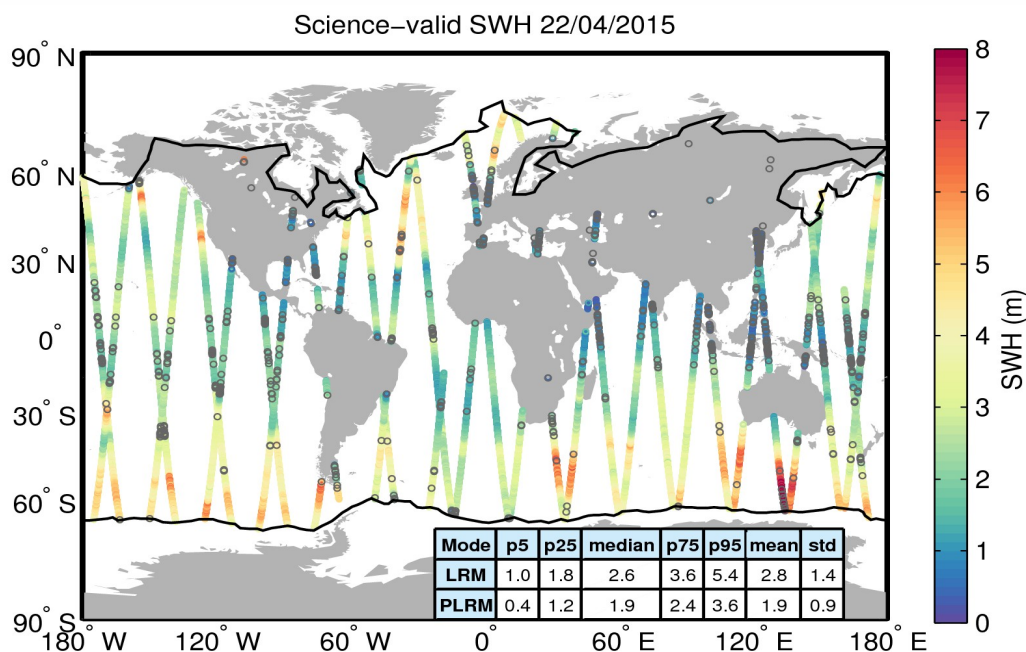 Science−valid SWH 22/04/2015
90° N
60° N
30° N
0°
30° S
60° S
90° S
180° W
120° W
60° W
0°
60° E
120° E
180° E
8
7
6
5
4
3
2
1
0
SWH (m)
Mode p5 p25 median p75 p95 mean std
LRM 1.0 1.8 2.6 3.6 5.4 2.8 1.4
PLRM 0.4 1.2 1.9 2.4 3.6 1.9 0.9